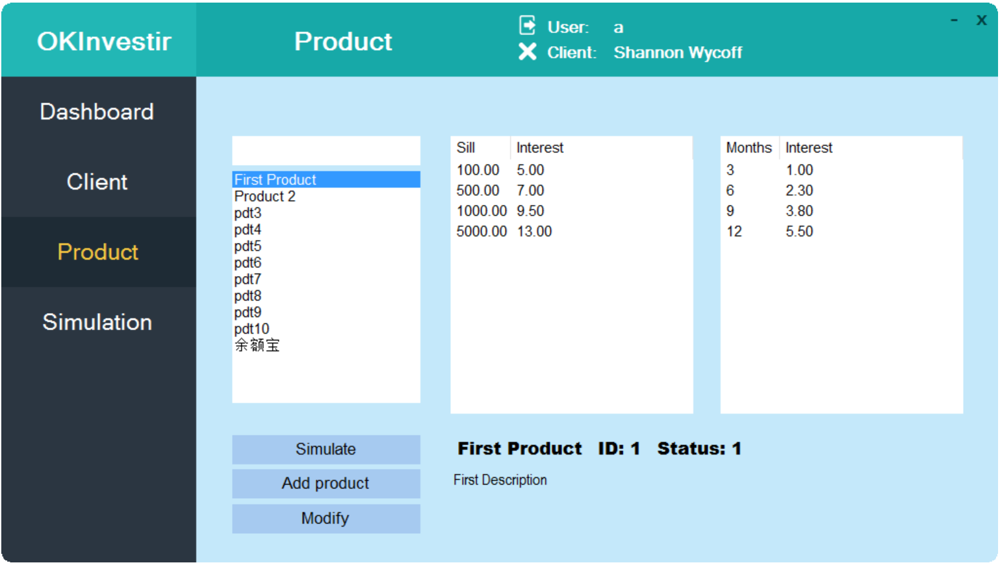 OKInvestir
Product
User: a
Client: Shannon Wycoff
- x
Dashboard
Client
Product
Simulation
First Product
Product 2
pdt3
pdt4
pdt5
pdt6
pdt7
pdt8
pdt9
pdt10
余额宝
Simulate
Add product
Modify
Sill Interest
100.00 5.00
500.00 7.00
1000.00 9.50
5000.00 13.00
Months Interest
3 1.00
6 2.30
9 3.80
12 5.50
First Product ID: 1 Status: 1
First Description